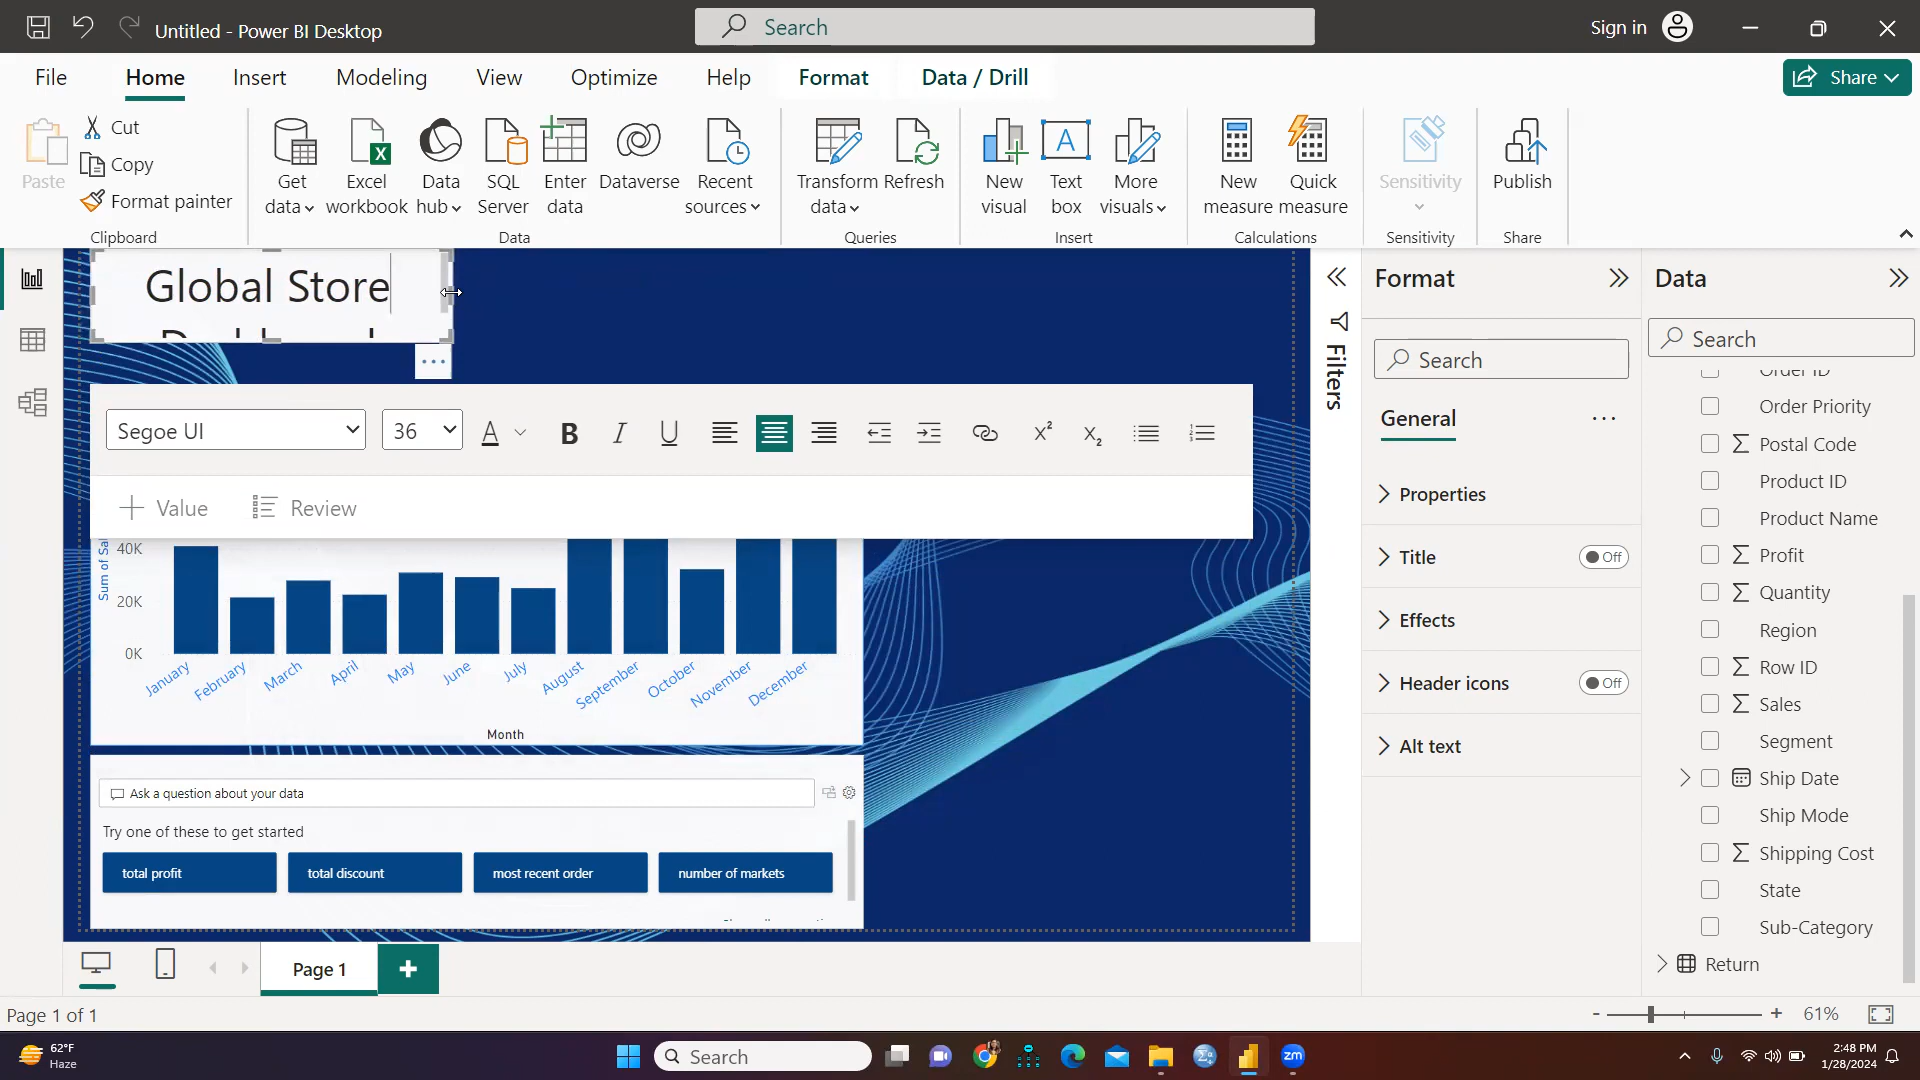 Untitled - Power BI Desktop
Search
Sign in
File Home Insert Modeling View Optimize Help Format Data / Drill
Share
Paste
Cut
Copy
Format painter
Clipboard
Get data
Excel workbook
Data hub
SQL Server
Enter data
Dataverse
Recent sources
Data
Transform data
Refresh
Queries
New visual
Text box
More visuals
Insert
New measure
Quick measure
Calculations
Sensitivity
Sensitivity
Publish
Share
Global Store
Segoe UI 36
B I U
Value Review
Sum of Sa
40K
20K
0K
January February March April May June July August September October November December
Month
Ask a question about your data
Try one of these to get started
total profit total discount most recent order number of markets
Filters
Format
Search
General
Properties
Title Off
Effects
Header icons Off
Alt text
Data
Search
Order ID
Order Priority
Postal Code
Product ID
Product Name
Profit
Quantity
Region
Row ID
Sales
Segment
Ship Date
Ship Mode
Shipping Cost
State
Sub-Category
Return
Page 1
Page 1 of 1
- + 61%
62°F
Haze
Search
zm
2:48 PM
1/28/2024